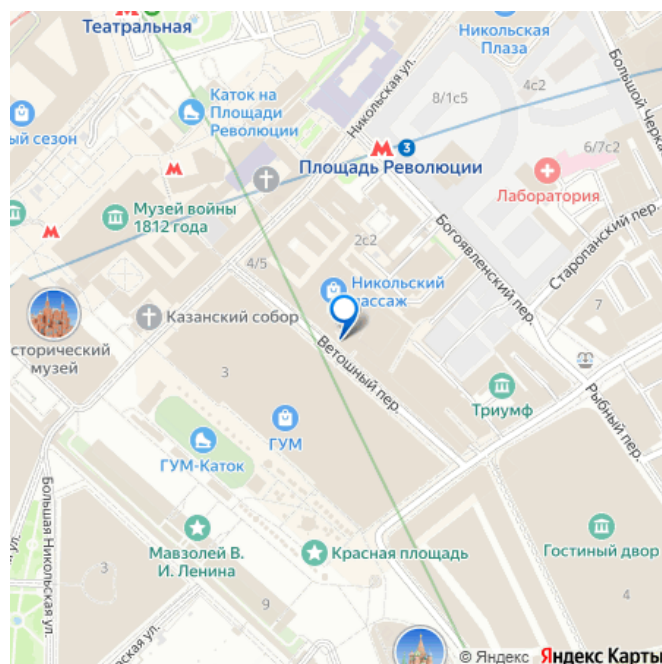 Театральная
Никольская
Плаза
Каток на
Площади
Революции
Никольская ул.
8/1с5
4с2
ый сезон
3
Площадь Революции
6/7с2
Лаборатория
Музей войны
1812 года
2с2
Богоявленский пер.
Старопанский пер.
4/5
Никольский
пассаж
Казанский собор
7
сторический
музей
3
Ветошный пер.
Триумф
Рыбный пер.
ГУМ
ГУМ-Каток
Большая Никольская
Мавзолей В.
И. Ленина
Красная площадь
Гостиный двор
3
9
4
© Яндекс Яндекс Карты